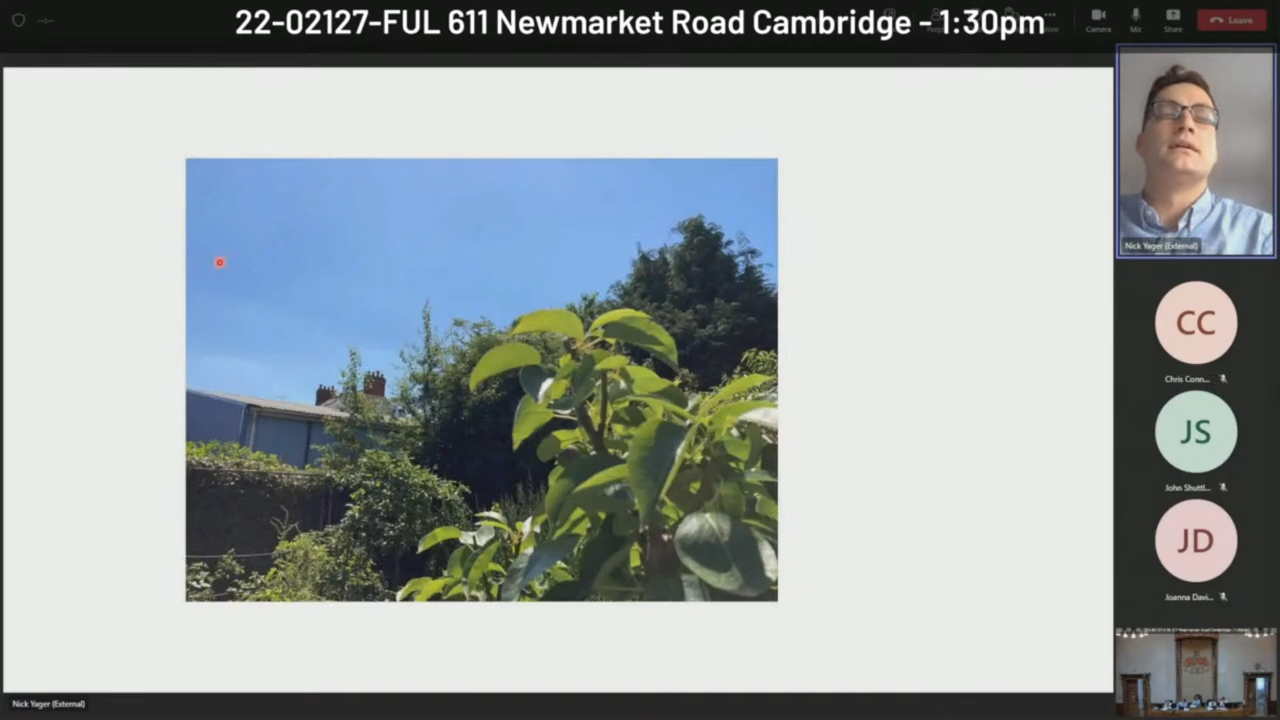 22-02127-FUL 611 Newmarket Road Cambridge - 1:30pm
Camera
Mic
Share
Leave
Nick Yager (External)
CC
Chris Conn...
JS
John Shuttl...
JD
Joanna Davi...
Nick Yager (External)